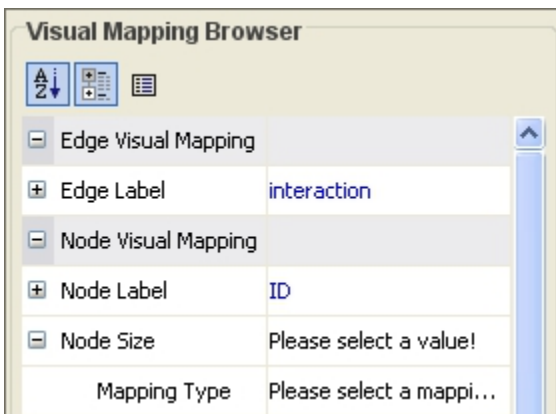 Visual Mapping Browser
Edge Visual Mapping
Edge Label interaction
Node Visual Mapping
Node Label ID
Node Size Please select a value!
Mapping Type Please select a mappi...